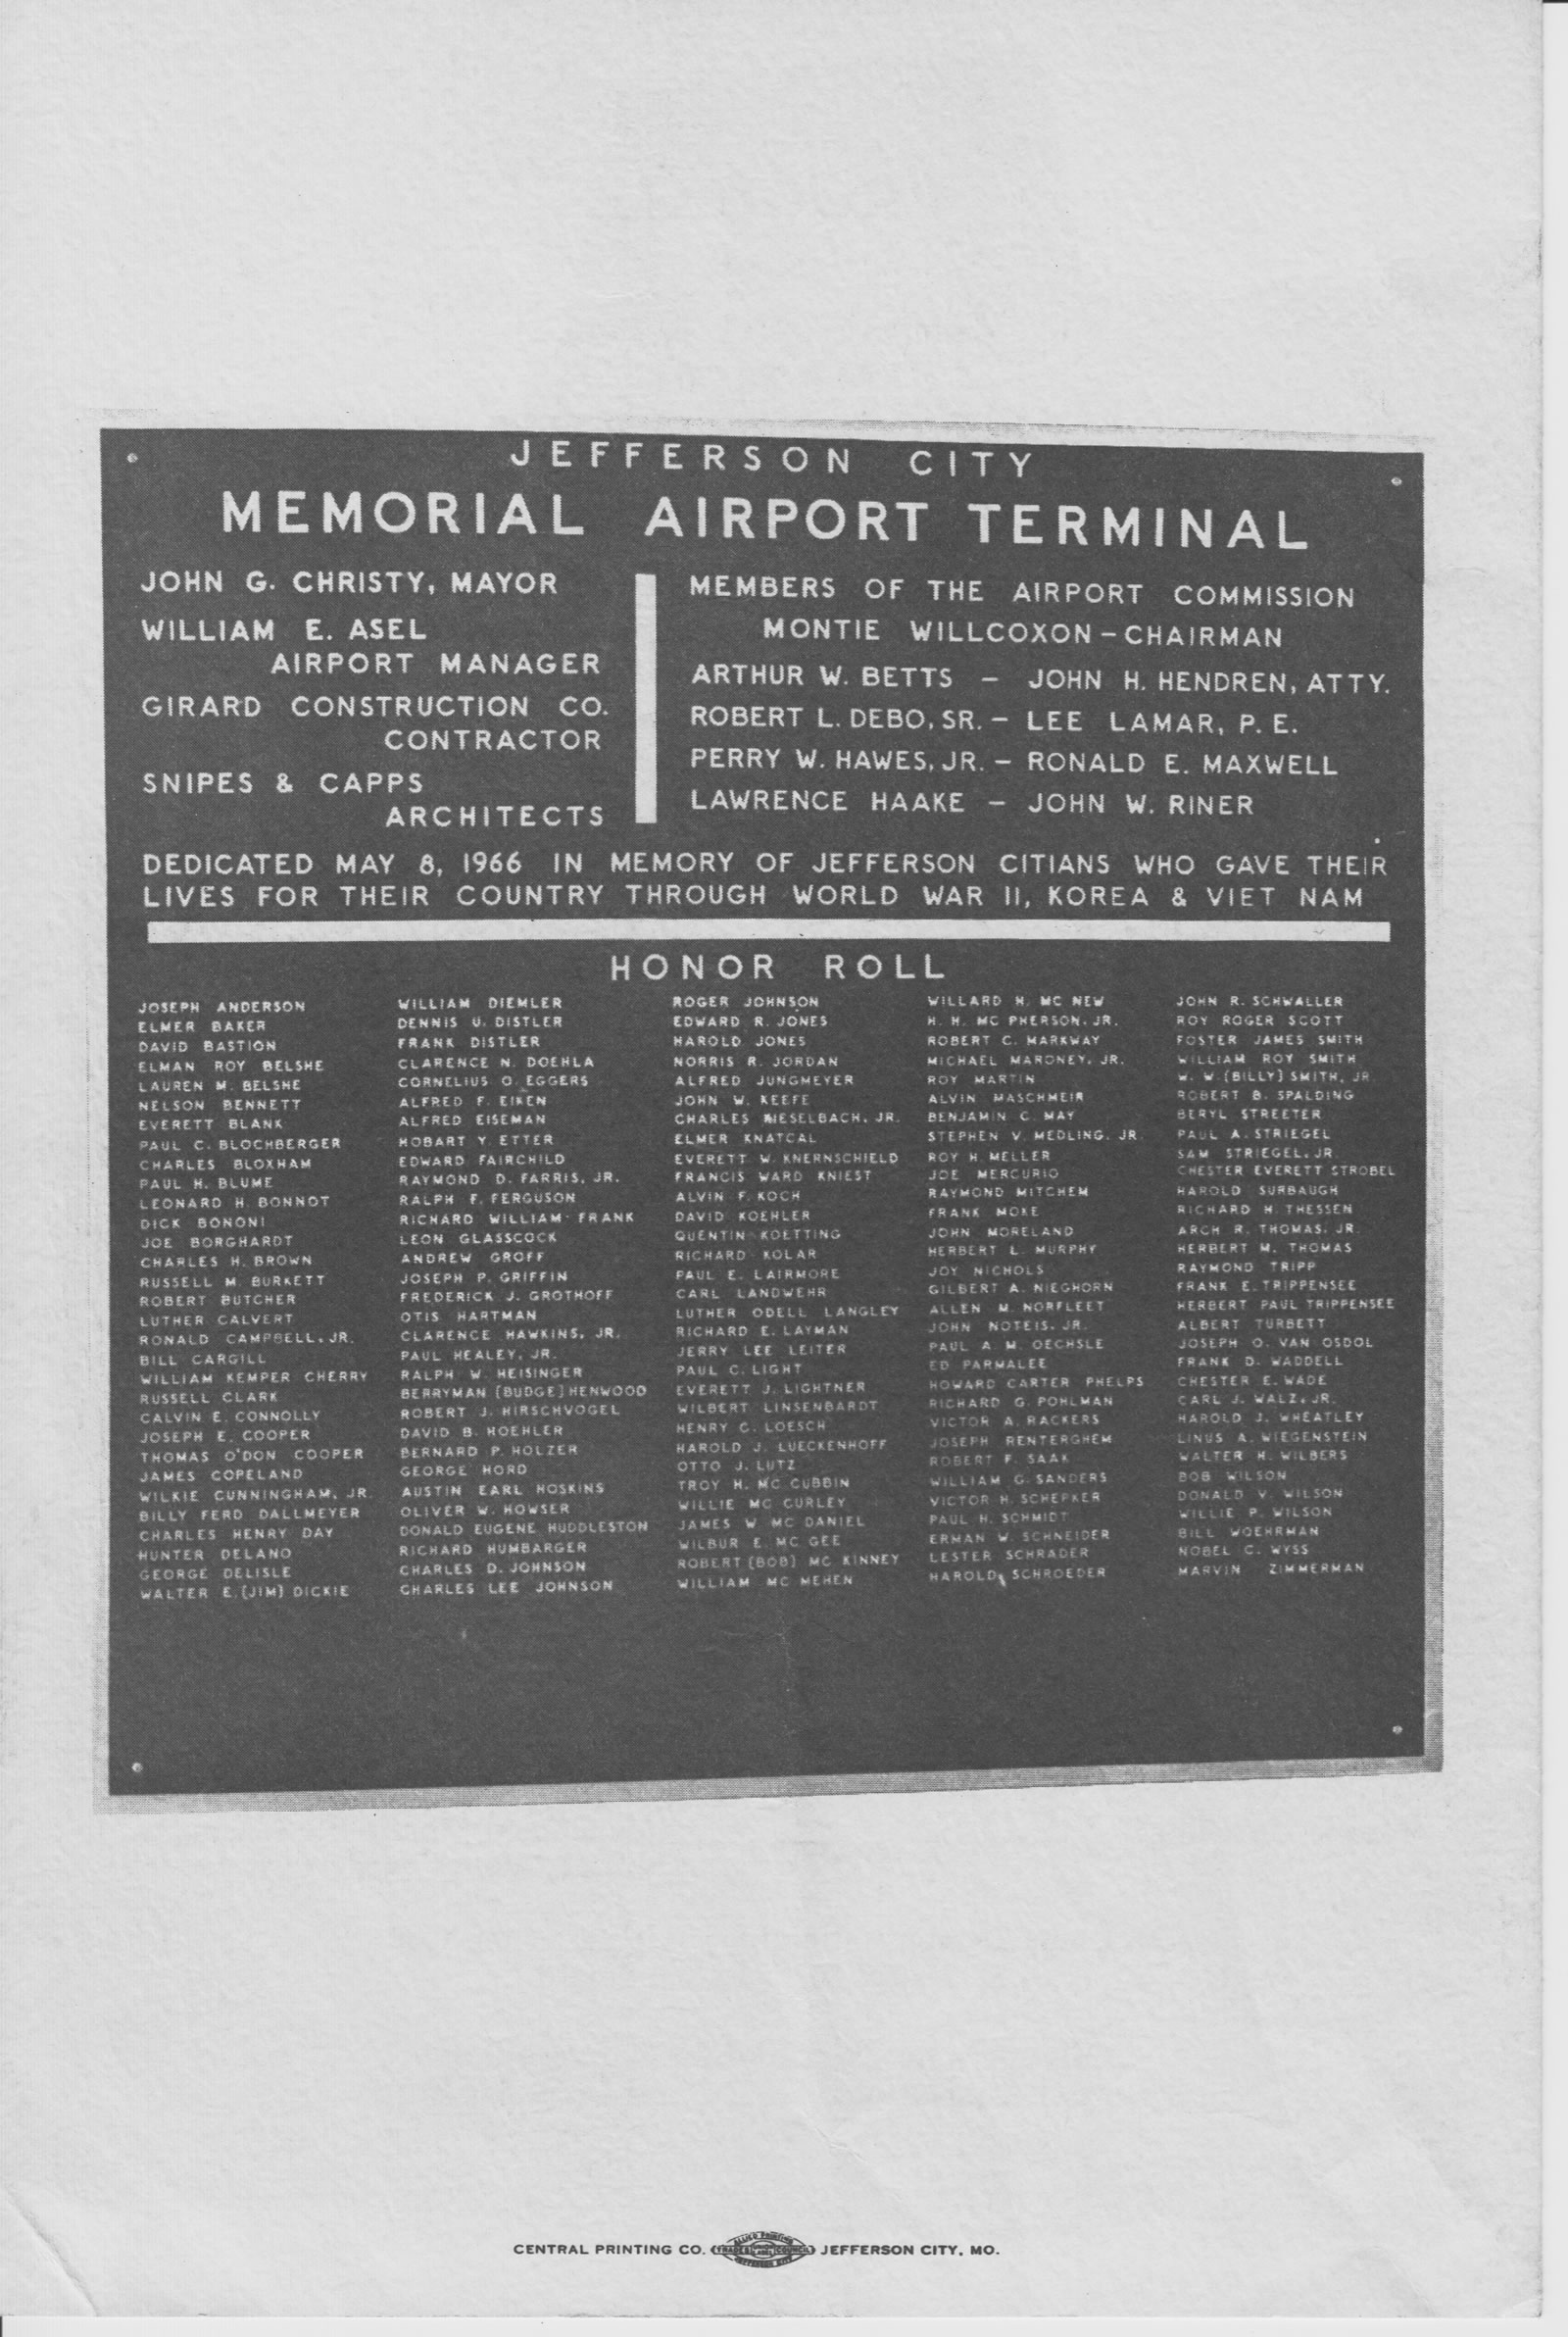 JEFFERSON CITY
MEMORIAL AIRPORT TERMINAL
JOHN G. CHRISTY, MAYOR
WILLIAM E. ASEL
AIRPORT MANAGER
GIRARD CONSTRUCTION CO.
CONTRACTOR
SNIPES & CAPPS
ARCHITECTS
MEMBERS OF THE AIRPORT COMMISSION
MONTIE WILLCOXON – CHAIRMAN
ARTHUR W. BETTS – JOHN H. HENDREN, ATTY.
ROBERT L. DEBO, SR. – LEE LAMAR, P. E.
PERRY W. HAWES, JR. – RONALD E. MAXWELL
LAWRENCE HAAKE – JOHN W. RINER
DEDICATED MAY 8, 1966 IN MEMORY OF JEFFERSON CITIANS WHO GAVE THEIR
LIVES FOR THEIR COUNTRY THROUGH WORLD WAR II, KOREA & VIET NAM
HONOR ROLL
JOSEPH ANDERSON
ELMER BAKER
DAVID BASTION
ELMAN ROY BELSHE
LAUREN M. BELSHE
NELSON BENNETT
EVERETT BLANK
PAUL C. BLOCHBERGER
CHARLES BLOXHAM
PAUL H. BLUME
LEONARD H. BONNOT
DICK BONONI
JOE BORGHARDT
CHARLES H. BROWN
RUSSELL M. BURKETT
ROBERT BUTCHER
LUTHER CALVERT
RONALD CAMPBELL, JR.
BILL CARGILL
WILLIAM KEMPER CHERRY
RUSSELL CLARK
CALVIN E. CONNOLLY
JOSEPH E. COOPER
THOMAS O'DON COOPER
JAMES COPELAND
WILKIE CUNNINGHAM, JR.
BILLY FERD DALLMEYER
CHARLES HENRY DAY
HUNTER DELANO
GEORGE DELISLE
WALTER E. (JIM) DICKIE
WILLIAM DIEMLER
DENNIS U. DISTLER
FRANK DISTLER
CLARENCE N. DOEHLA
CORNELIUS O. EGGERS
ALFRED F. EIKEN
ALFRED EISEMAN
HOBART Y. ETTER
EDWARD FAIRCHILD
RAYMOND D. FARRIS, JR.
RALPH F. FERGUSON
RICHARD WILLIAM FRANK
LEON GLASSCOCK
ANDREW GROFF
JOSEPH P. GRIFFIN
FREDERICK J. GROTHOFF
OTIS HARTMAN
CLARENCE HAWKINS, JR.
PAUL HEALEY, JR.
RALPH W. HEISINGER
BERRYMAN (BUDGE) HENWOOD
ROBERT J. HIRSCHVOGEL
DAVID B. HOEHLER
BERNARD P. HOLZER
GEORGE HORD
AUSTIN EARL HOSKINS
OLIVER W. HOWSER
DONALD EUGENE HUDDLESTON
RICHARD HUMBARGER
CHARLES D. JOHNSON
CHARLES LEE JOHNSON
ROGER JOHNSON
EDWARD R. JONES
HAROLD JONES
NORRIS R. JORDAN
ALFRED JUNGMEYER
JOHN W. KEEFE
CHARLES KIESELBACH, JR.
ELMER KNATCAL
EVERETT W. KNERNSCHIELD
FRANCIS WARD KNIEST
ALVIN F. KOCH
DAVID KOEHLER
QUENTIN KOETTING
RICHARD KOLAR
PAUL E. LAIRMORE
CARL LANDWEHR
LUTHER ODELL LANGLEY
RICHARD E. LAYMAN
JERRY LEE LEITER
PAUL C. LIGHT
EVERETT J. LIGHTNER
WILBERT LINSENBARDT
HENRY C. LOESCH
HAROLD J. LUECKENHOFF
OTTO J. LUTZ
TROY H. MC CUBBIN
WILLIE MC CURLEY
JAMES W MC DANIEL
WILBUR E. MC GEE
ROBERT (BOB) MC KINNEY
WILLIAM MC MEHEN
WILLARD H. MC NEW
H. H. MC PHERSON, JR.
ROBERT C. MARKWAY
MICHAEL MARONEY, JR.
ROY MARTIN
ALVIN MASCHMEIR
BENJAMIN C. MAY
STEPHEN V. MEDLING, JR.
ROY H. MELLER
JOE MERCURIO
RAYMOND MITCHEM
FRANK MOKE
JOHN MORELAND
HERBERT L. MURPHY
JOY NICHOLS
GILBERT A. NIEGHORN
ALLEN M. NORFLEET
JOHN NOTEIS, JR.
PAUL A. M. OECHSLE
ED PARMALEE
HOWARD CARTER PHELPS
RICHARD G. POHLMAN
VICTOR A. RACKERS
JOSEPH RENTERGHEM
ROBERT F. SAAK
WILLIAM G. SANDERS
VICTOR H. SCHEPKER
PAUL H. SCHMIDT
ERMAN W. SCHNEIDER
LESTER SCHRADER
HAROLD SCHROEDER
JOHN R. SCHWALLER
ROY ROGER SCOTT
FOSTER JAMES SMITH
WILLIAM ROY SMITH
W. W. (BILLY) SMITH, JR.
ROBERT B. SPALDING
BERYL STREETER
PAUL A. STRIEGEL
SAM STRIEGEL, JR.
CHESTER EVERETT STROBEL
HAROLD SURBAUGH
RICHARD H. THESSEN
ARCH R. THOMAS, JR.
HERBERT M. THOMAS
RAYMOND TRIPP
FRANK E. TRIPPENSEE
HERBERT PAUL TRIPPENSEE
ALBERT TURBETT
JOSEPH O. VAN OSDOL
FRANK D. WADDELL
CHESTER E. WADE
CARL J. WALZ, JR.
HAROLD J. WHEATLEY
LINUS A. WIEGENSTEIN
WALTER H. WILBERS
BOB WILSON
DONALD V. WILSON
WILLIE P. WILSON
BILL WOEHRMAN
NOBEL C. WYSS
MARVIN ZIMMERMAN
CENTRAL PRINTING CO. JEFFERSON CITY, MO.